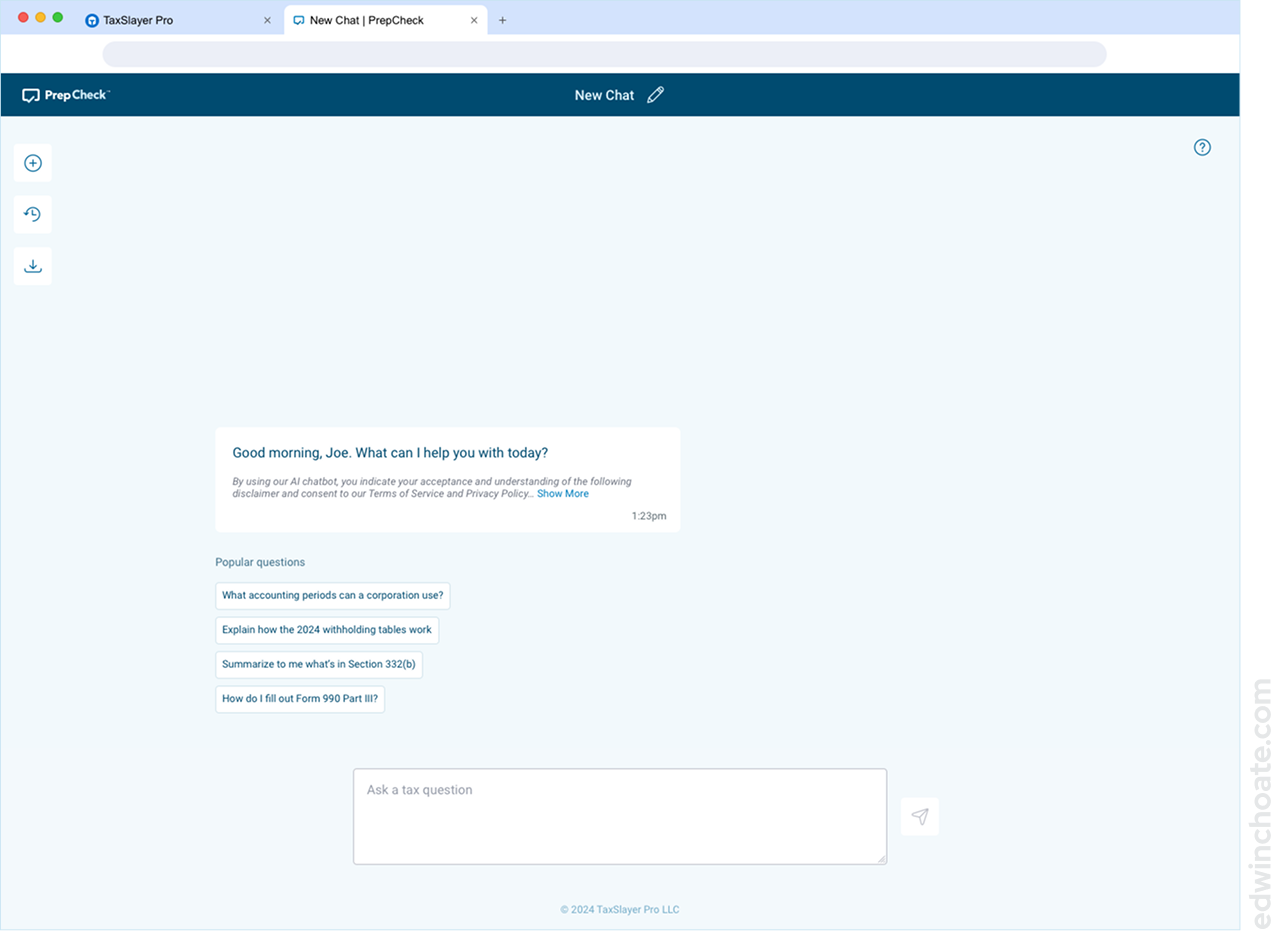 TaxSlayer Pro
New Chat | PrepCheck
PrepCheck™
New Chat
Good morning, Joe. What can I help you with today?
By using our AI chatbot, you indicate your acceptance and understanding of the following
disclaimer and consent to our Terms of Service and Privacy Policy... Show More
1:23pm
Popular questions
What accounting periods can a corporation use?
Explain how the 2024 withholding tables work
Summarize to me what's in Section 332(b)
How do I fill out Form 990 Part III?
Ask a tax question
© 2024 TaxSlayer Pro LLC
edwinchoate.com